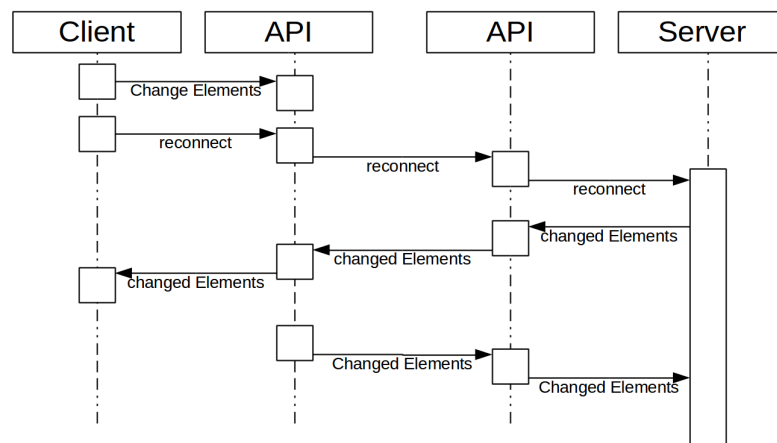 Client
API
API
Server
Change Elements
reconnect
reconnect
reconnect
changed Elements
changed Elements
changed Elements
Changed Elements
Changed Elements